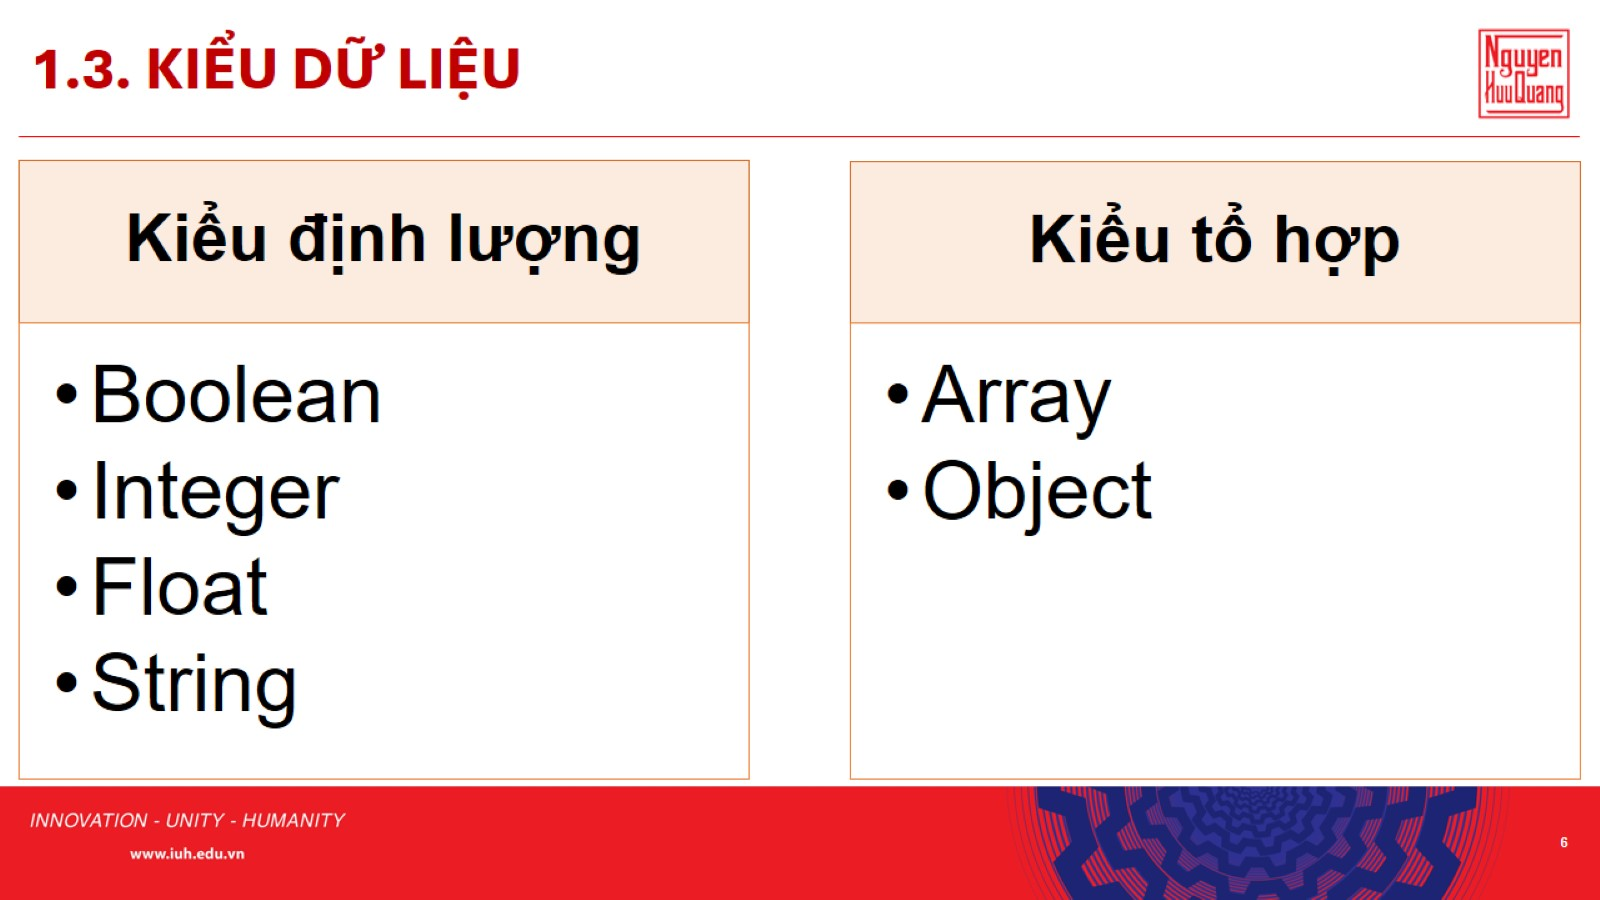 1.3. KIỂU DỮ LIỆU
Nguyen
HuuQuang
Kiểu định lượng
• Boolean
• Integer
• Float
• String
Kiểu tổ hợp
• Array
• Object
INNOVATION - UNITY - HUMANITY
www.iuh.edu.vn
6